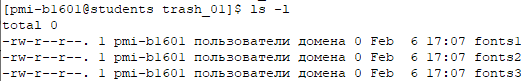 [pmi-b1601@students trash_01]$ ls -l
total 0
-rw-r--r--. 1 pmi-b1601 пользователи домена 0 Feb  6 17:07 fonts1
-rw-r--r--. 1 pmi-b1601 пользователи домена 0 Feb  6 17:07 fonts2
-rw-r--r--. 1 pmi-b1601 пользователи домена 0 Feb  6 17:07 fonts3